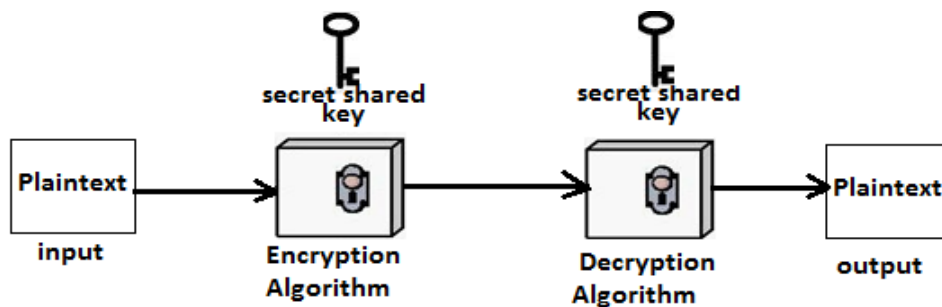 secret shared
key
secret shared
key
Plaintext
Plaintext
input
Encryption
Algorithm
Decryption
Algorithm
output